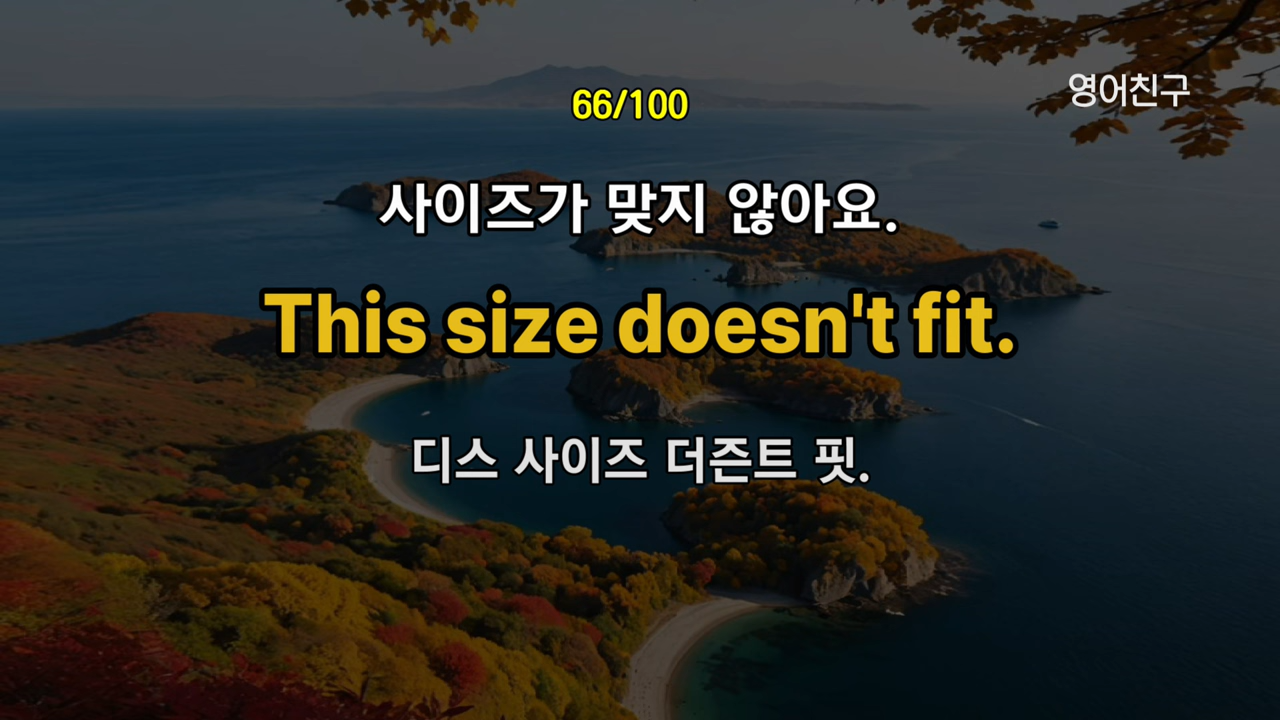 66/100
영어친구
사이즈가 맞지 않아요.
This size doesn't fit.
디스 사이즈 더즌트 핏.